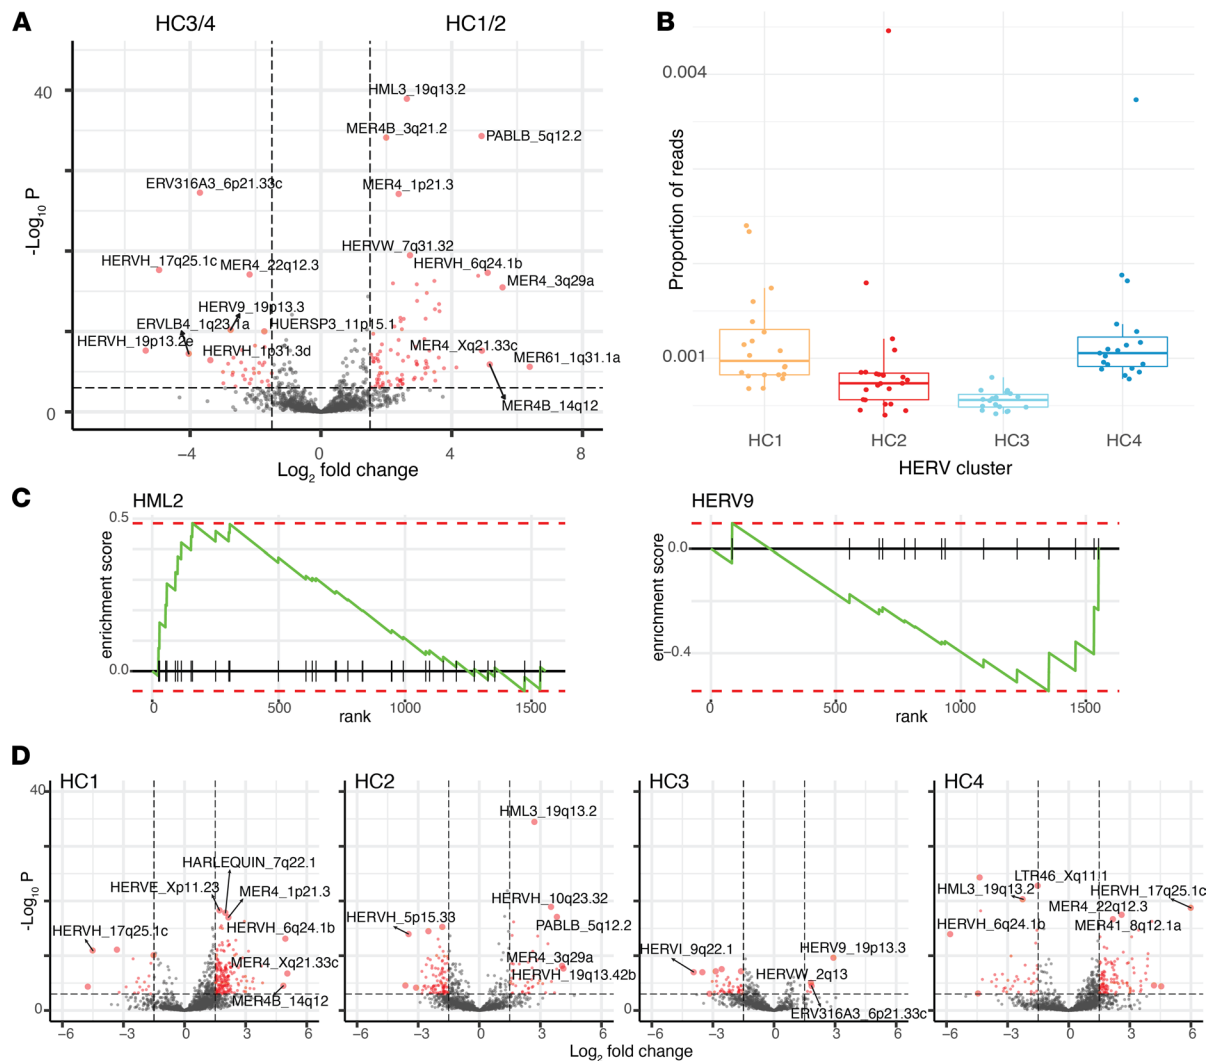 A
HC3/4
HC1/2
40
0
-Log10 P
HML3_19q13.2
MER4B_3q21.2
PABLB_5q12.2
ERV316A3_6p21.33c
MER4_1p21.3
HERVW_7q31.32
HERVH_17q25.1c
MER4_22q12.3
HERVH_6q24.1b
MER4_3q29a
HERV9_19p13.3
ERVLB4_1q23.1a
HUERSP3_11p15.1
HERVH_19p13.2e
HERVH_1p31.3d
MER4_Xq21.33c
MER61_1q31.1a
MER4B_14q12
−4
0
4
8
Log2 fold change
B
0.004
0.001
Proportion of reads
HC1
HC2
HC3
HC4
HERV cluster
C
HML2
0.5
0.0
enrichment score
0
500
1000
1500
rank
HERV9
0.0
−0.4
enrichment score
0
500
1000
1500
rank
D
40
0
-Log10 P
HC1
HARLEQUIN_7q22.1
HERVE_Xp11.23
MER4_1p21.3
HERVH_17q25.1c
HERVH_6q24.1b
MER4_Xq21.33c
MER4B_14q12
−6
−3
0
3
6
HC2
HML3_19q13.2
HERVH_10q23.32
HERVH_5p15.33
PABLB_5q12.2
MER4_3q29a
HERVH_19q13.42b
−6
−3
0
3
6
HC3
HERVI_9q22.1
HERV9_19p13.3
HERVW_2q13
ERV316A3_6p21.33c
−6
−3
0
3
6
HC4
LTR46_Xq11.1
HML3_19q13.2
HERVH_17q25.1c
MER4_22q12.3
HERVH_6q24.1b
MER41_8q12.1a
−6
−3
0
3
6
Log2 fold change